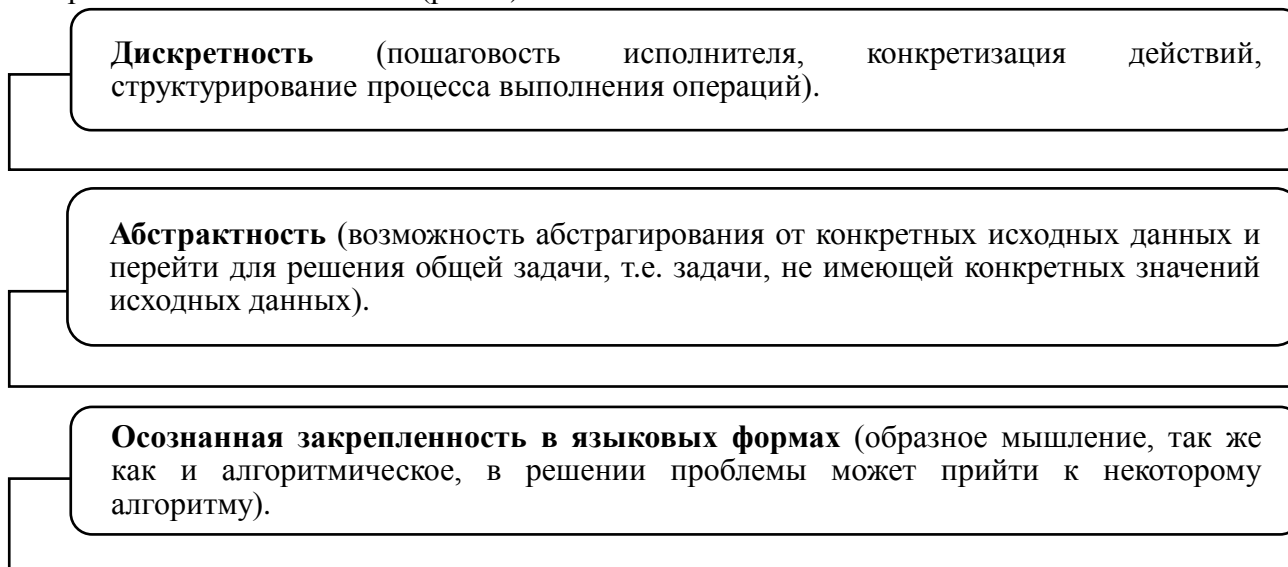 Дискретность (пошаговость исполнителя, конкретизация действий,
структурирование процесса выполнения операций).
Абстрактность (возможность абстрагирования от конкретных исходных данных и
перейти для решения общей задачи, т.е. задачи, не имеющей конкретных значений
исходных данных).
Осознанная закрепленность в языковых формах (образное мышление, так же
как и алгоритмическое, в решении проблемы может прийти к некоторому
алгоритму).